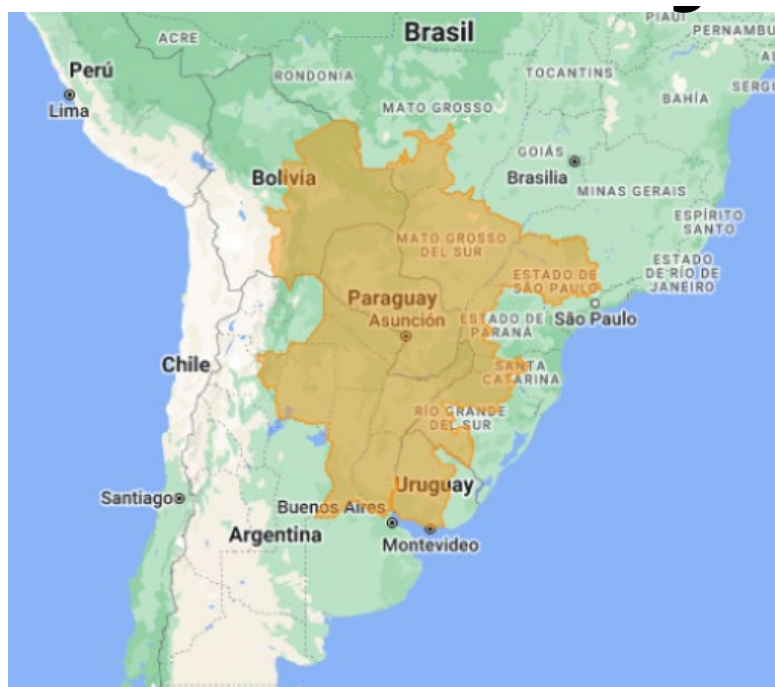 PIAUÍ
Brasil
PERNAMBU
ACRE
AL
Perú
RONDONIA
TOCANTINS
SERGI
BAHÍA
Lima
MATO GROSSO
GOIÁS
Bolivia
Brasilia
MINAS GERAIS
ESPÍRITO
SANTO
MATO GROSSO
DEL SUR
ESTADO
DE RÍO DE
JANEIRO
ESTADO DE
SÃO PAULO
Paraguay
Asunción
ESTADO DE
PARANÁ
São Paulo
Chile
SANTA
CATARINA
RÍO GRANDE
DEL SUR
Uruguay
Santiago
Buenos Aires
Argentina
Montevideo